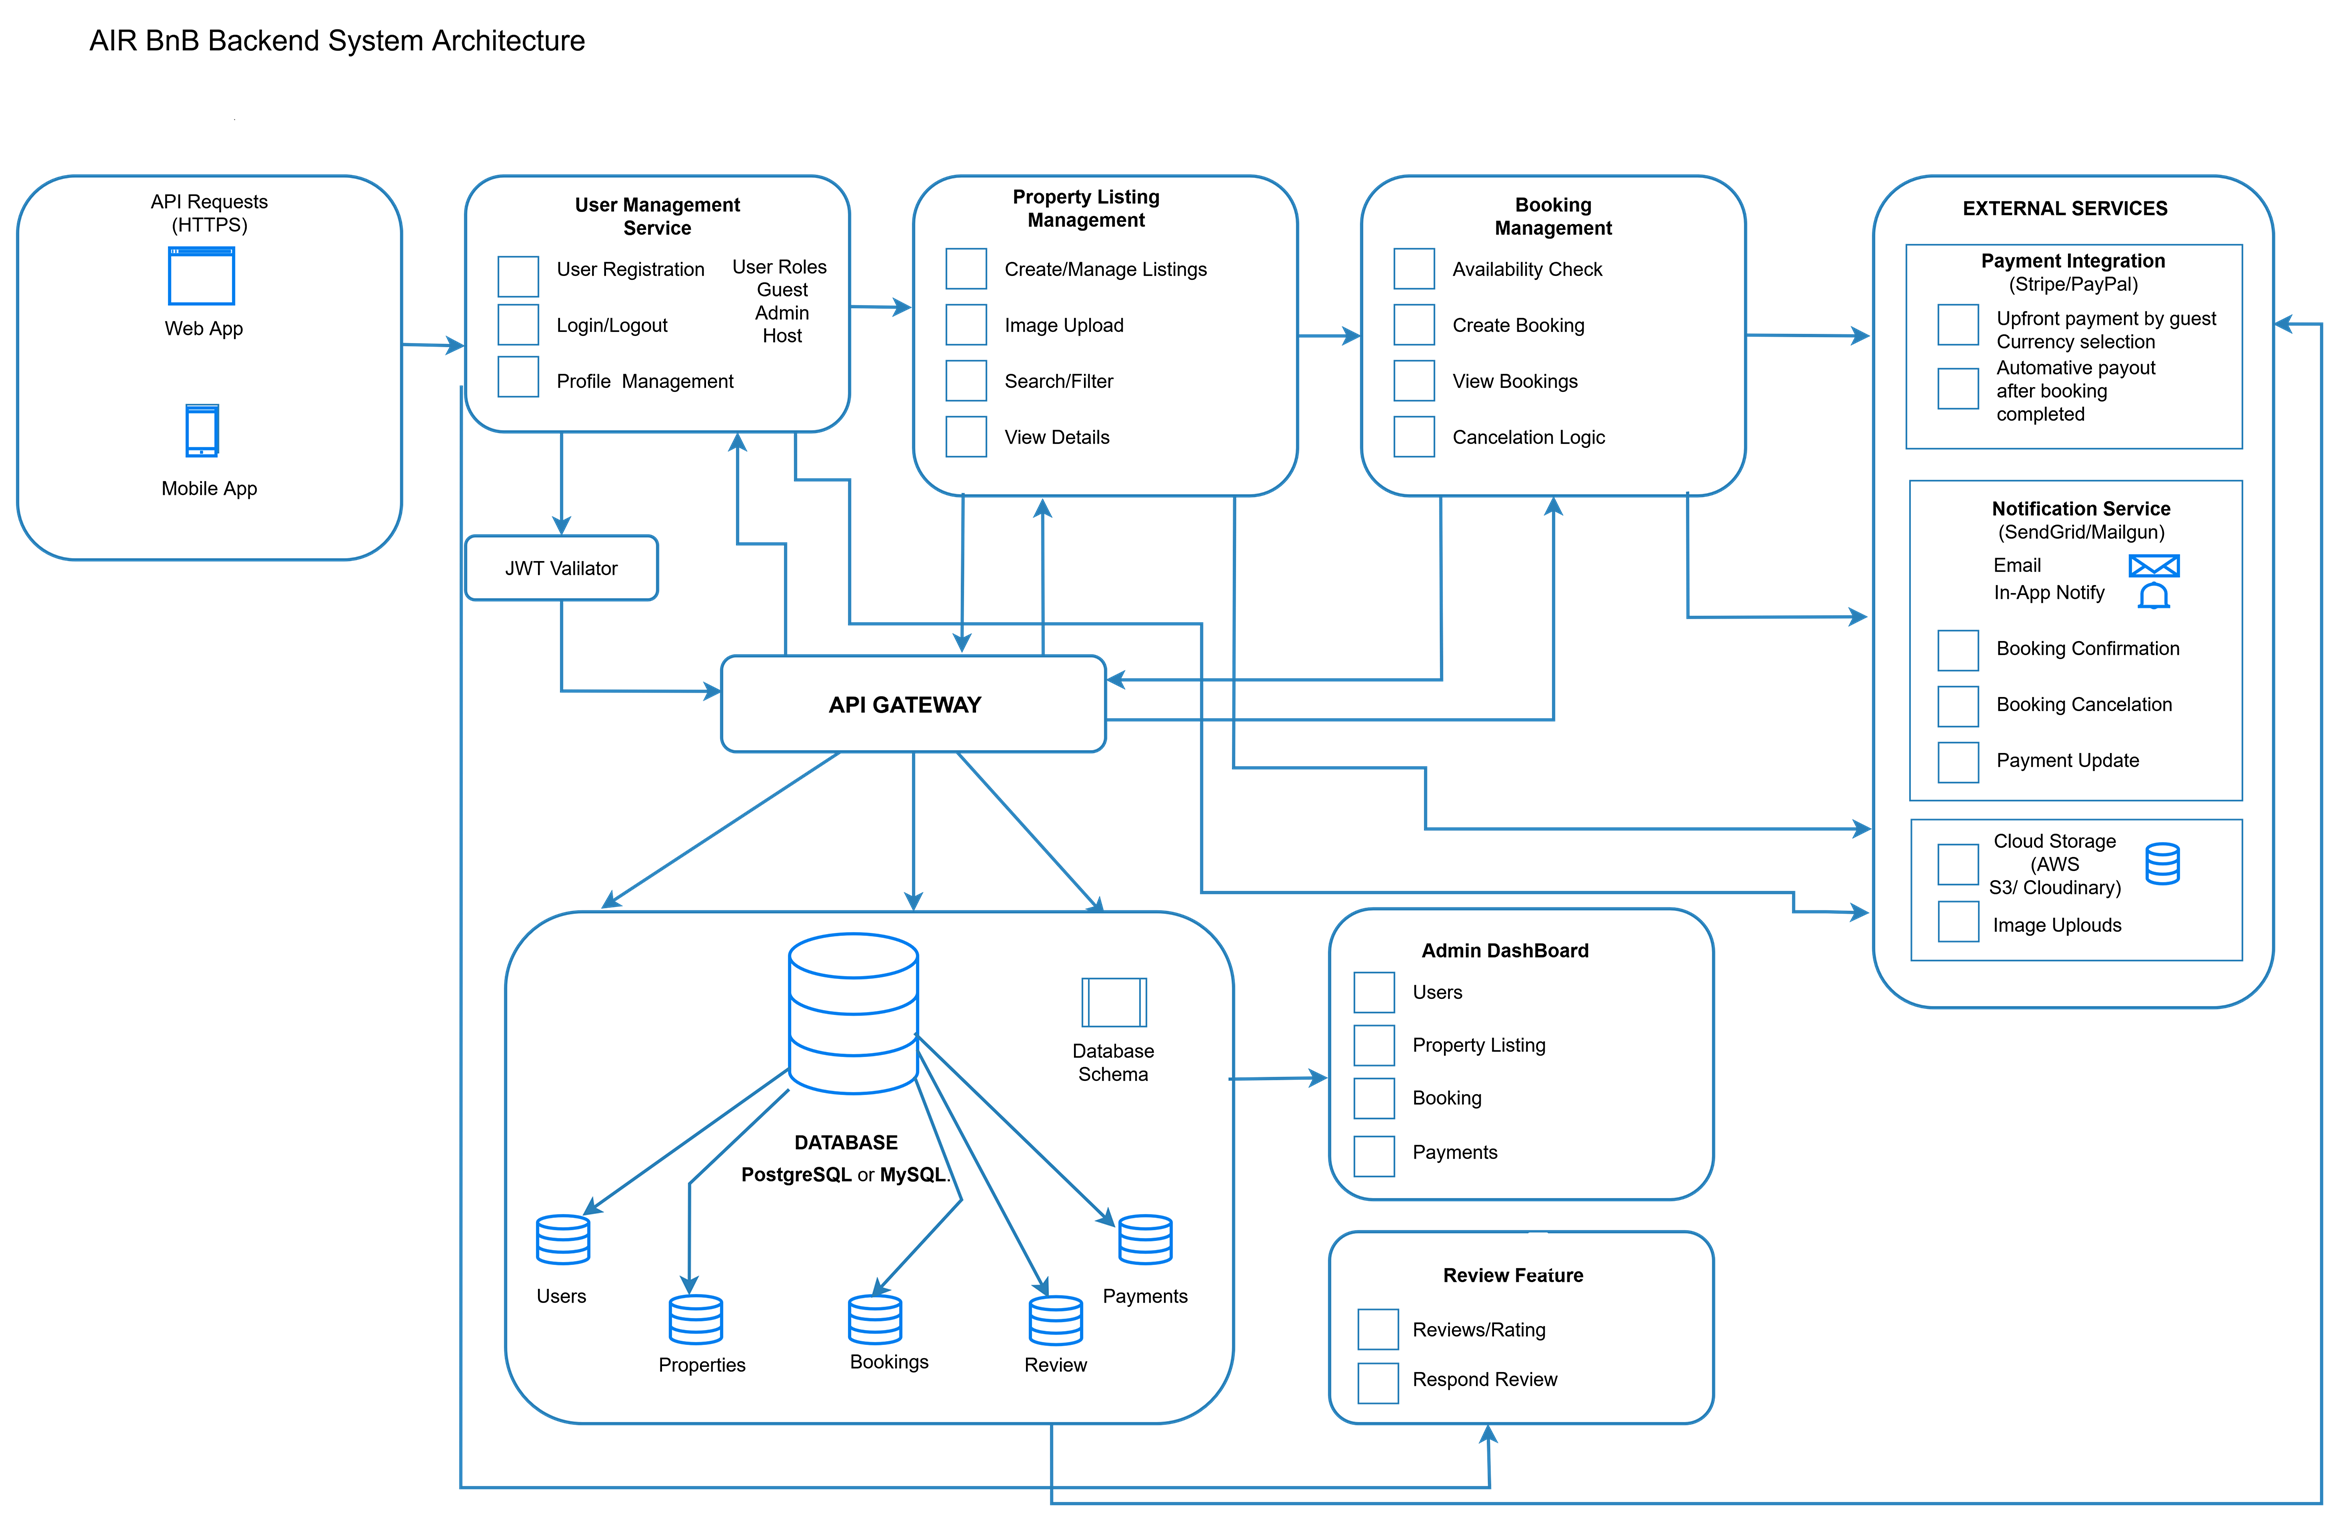 AIR BnB Backend System Architecture
API Requests
(HTTPS)
Web App
Mobile App
User Management
Service
User Registration
Login/Logout
Profile  Management
User Roles
Guest
Admin
Host
Property Listing
Management
Create/Manage Listings
Image Upload
Search/Filter
View Details
Booking
Management
Availability Check
Create Booking
View Bookings
Cancelation Logic
EXTERNAL SERVICES
Payment Integration
(Stripe/PayPal)
Upfront payment by guest
Currency selection
Automative payout
after booking
completed
Notification Service
(SendGrid/Mailgun)
Email
In-App Notify
Booking Confirmation
Booking Cancelation
Payment Update
Cloud Storage
(AWS
S3/ Cloudinary)
Image Uplouds
JWT Valilator
API GATEWAY
Database
Schema
DATABASE
PostgreSQL or MySQL.
Users
Properties
Bookings
Review
Payments
Admin DashBoard
Users
Property Listing
Booking
Payments
Review Feature
Reviews/Rating
Respond Review